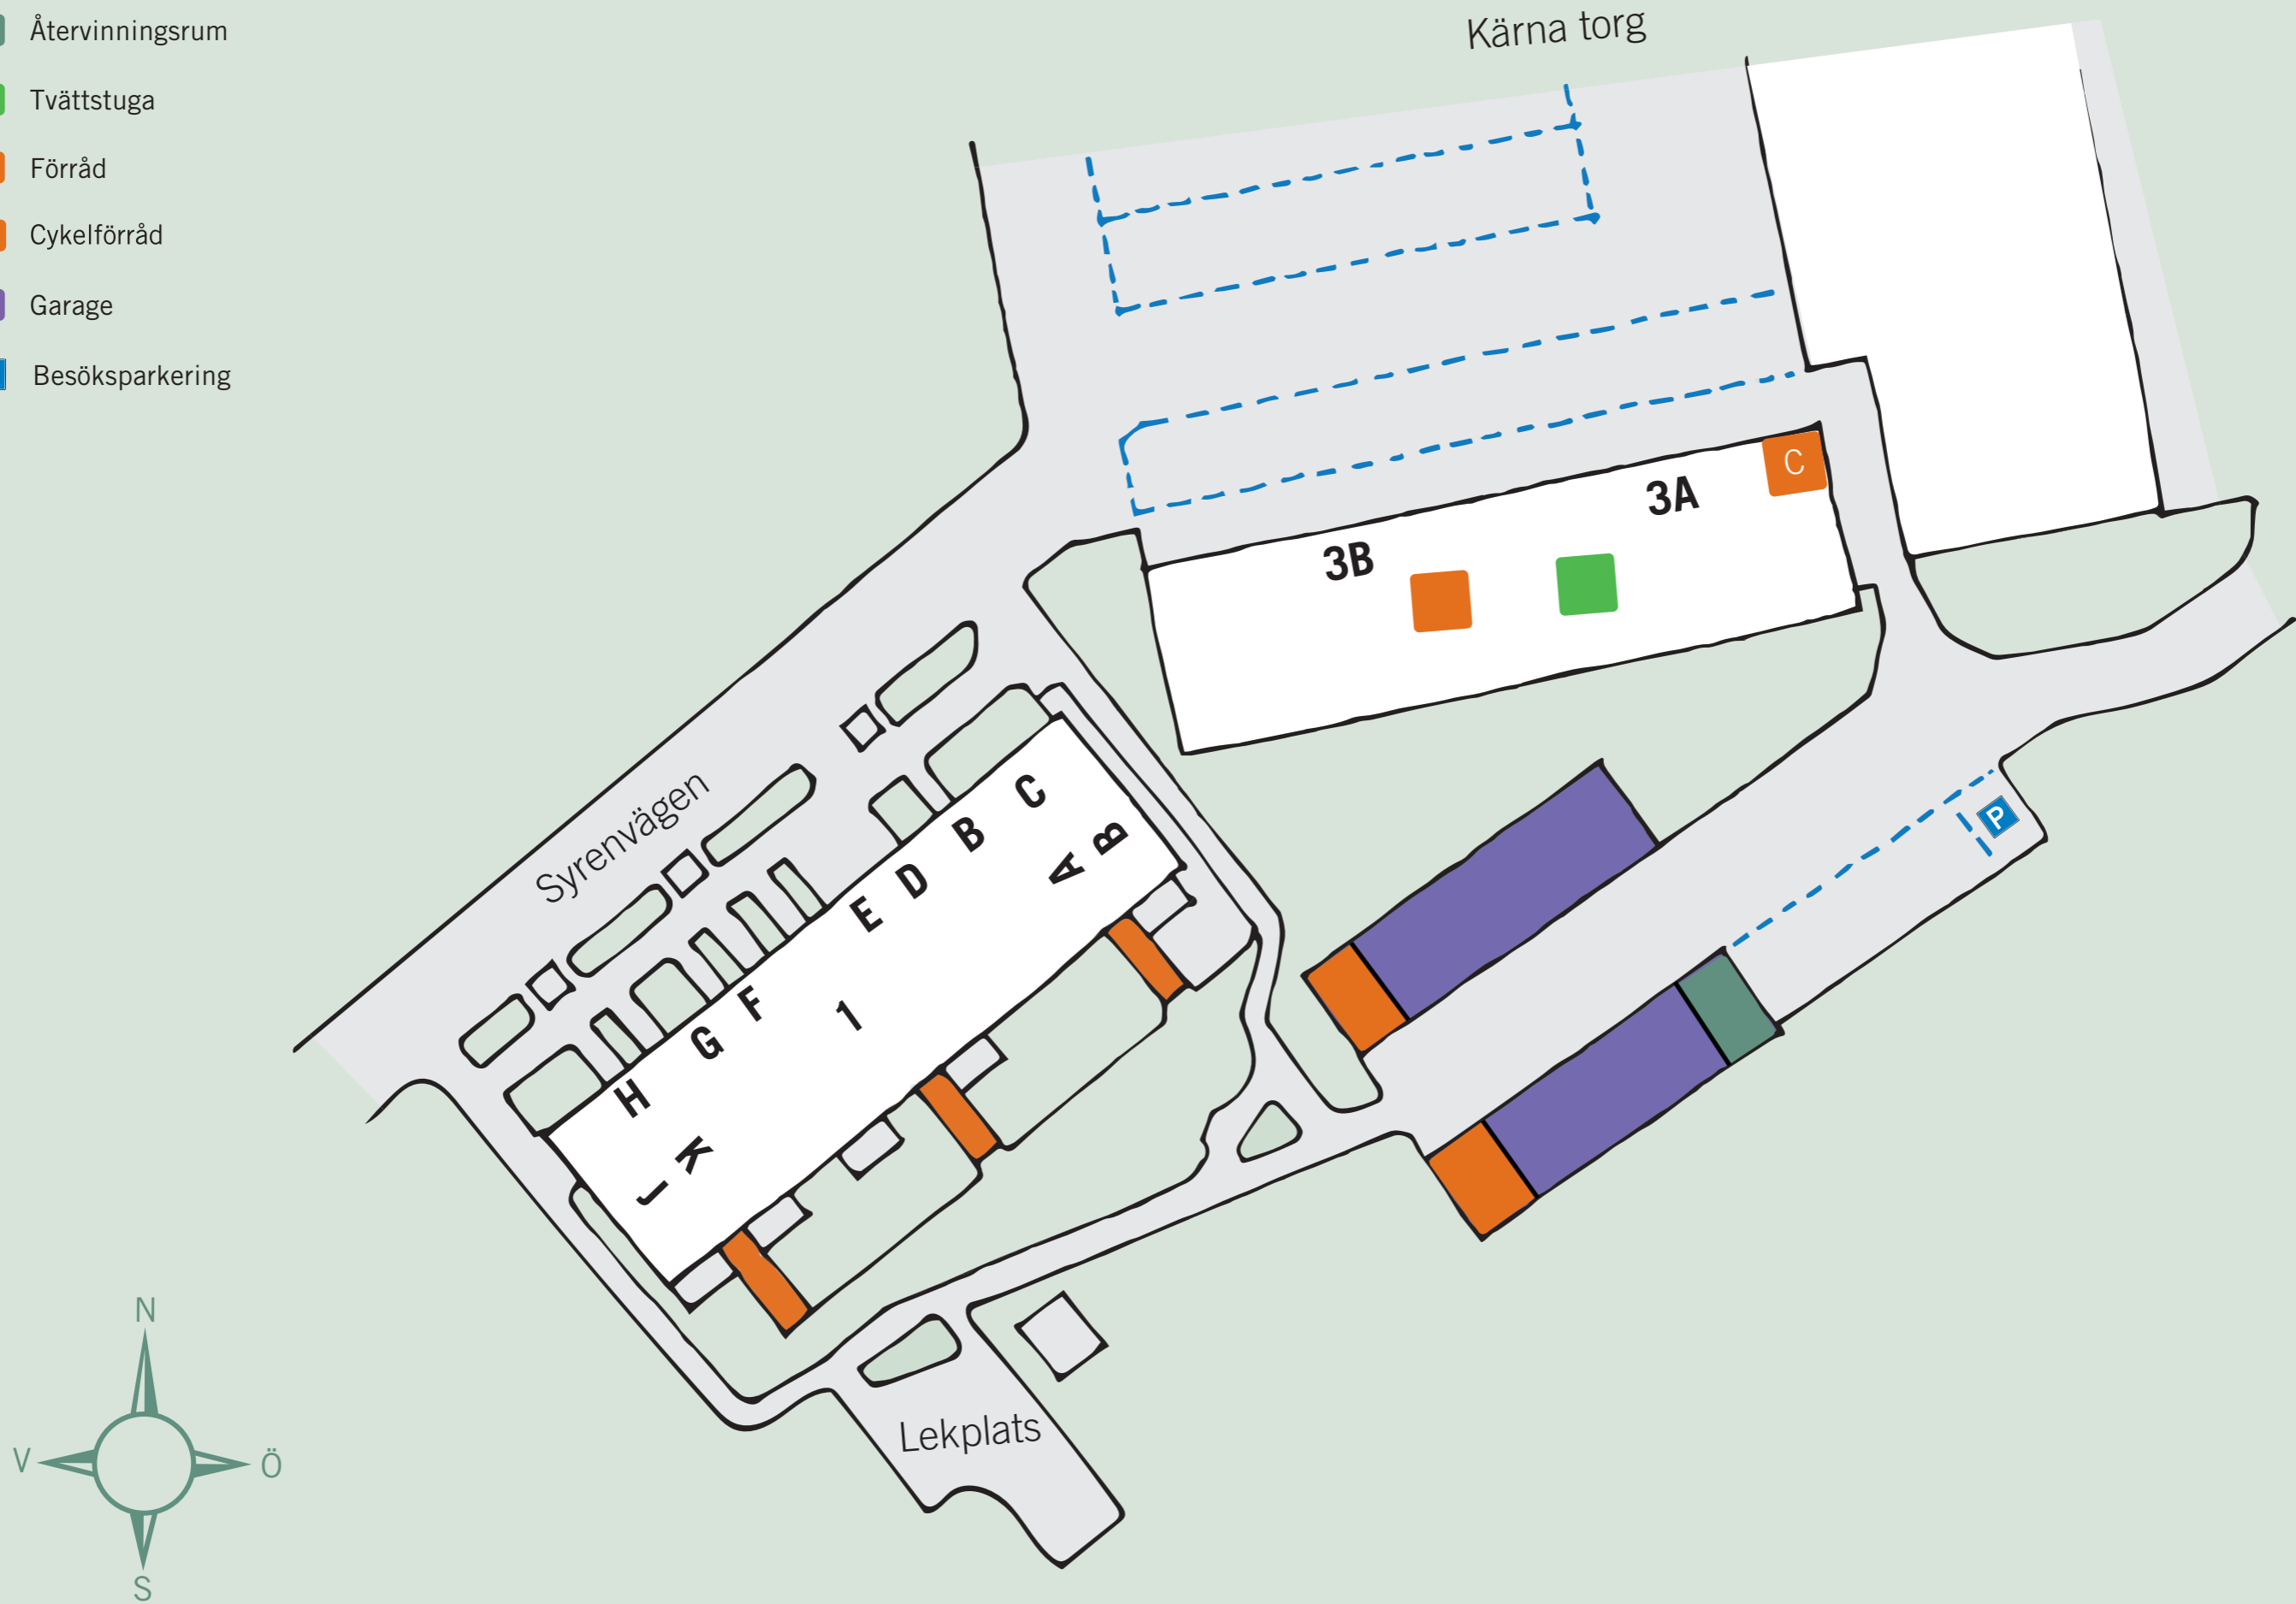 Återvinningsrum
Tvättstuga
Förråd
Cykelförråd
Garage
Besöksparkering
Kärna torg
C
3A
3B
Syrenvägen
C
B
B
A
D
E
F
1
G
H
K
J
P
Lekplats
N
V
Ö
S